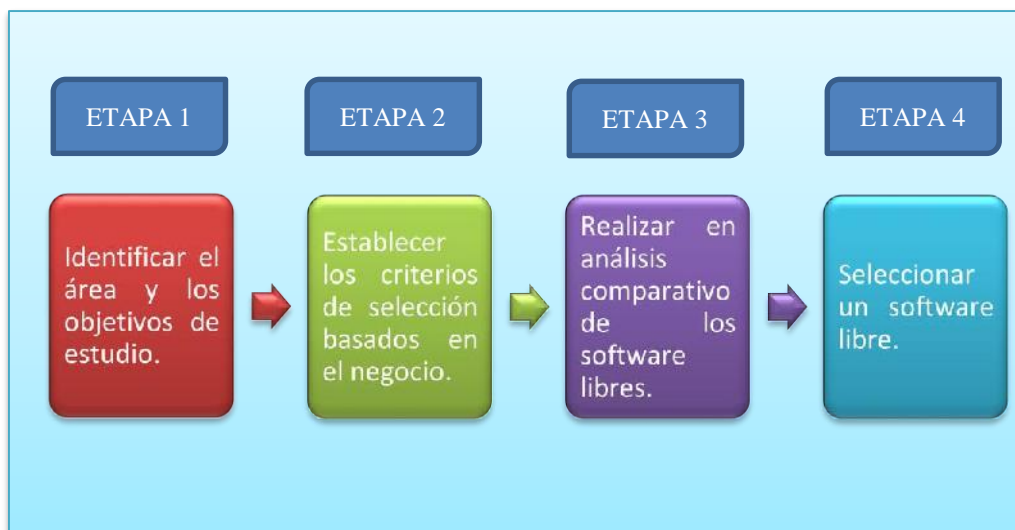 ETAPA 1
ETAPA 2
ETAPA 3
ETAPA 4
Identificar el
área y los
objetivos de
estudio.
Establecer
los criterios
de selección
basados en
el negocio.
Realizar en
análisis
comparativo
de los
software
libres.
Seleccionar
un software
libre.